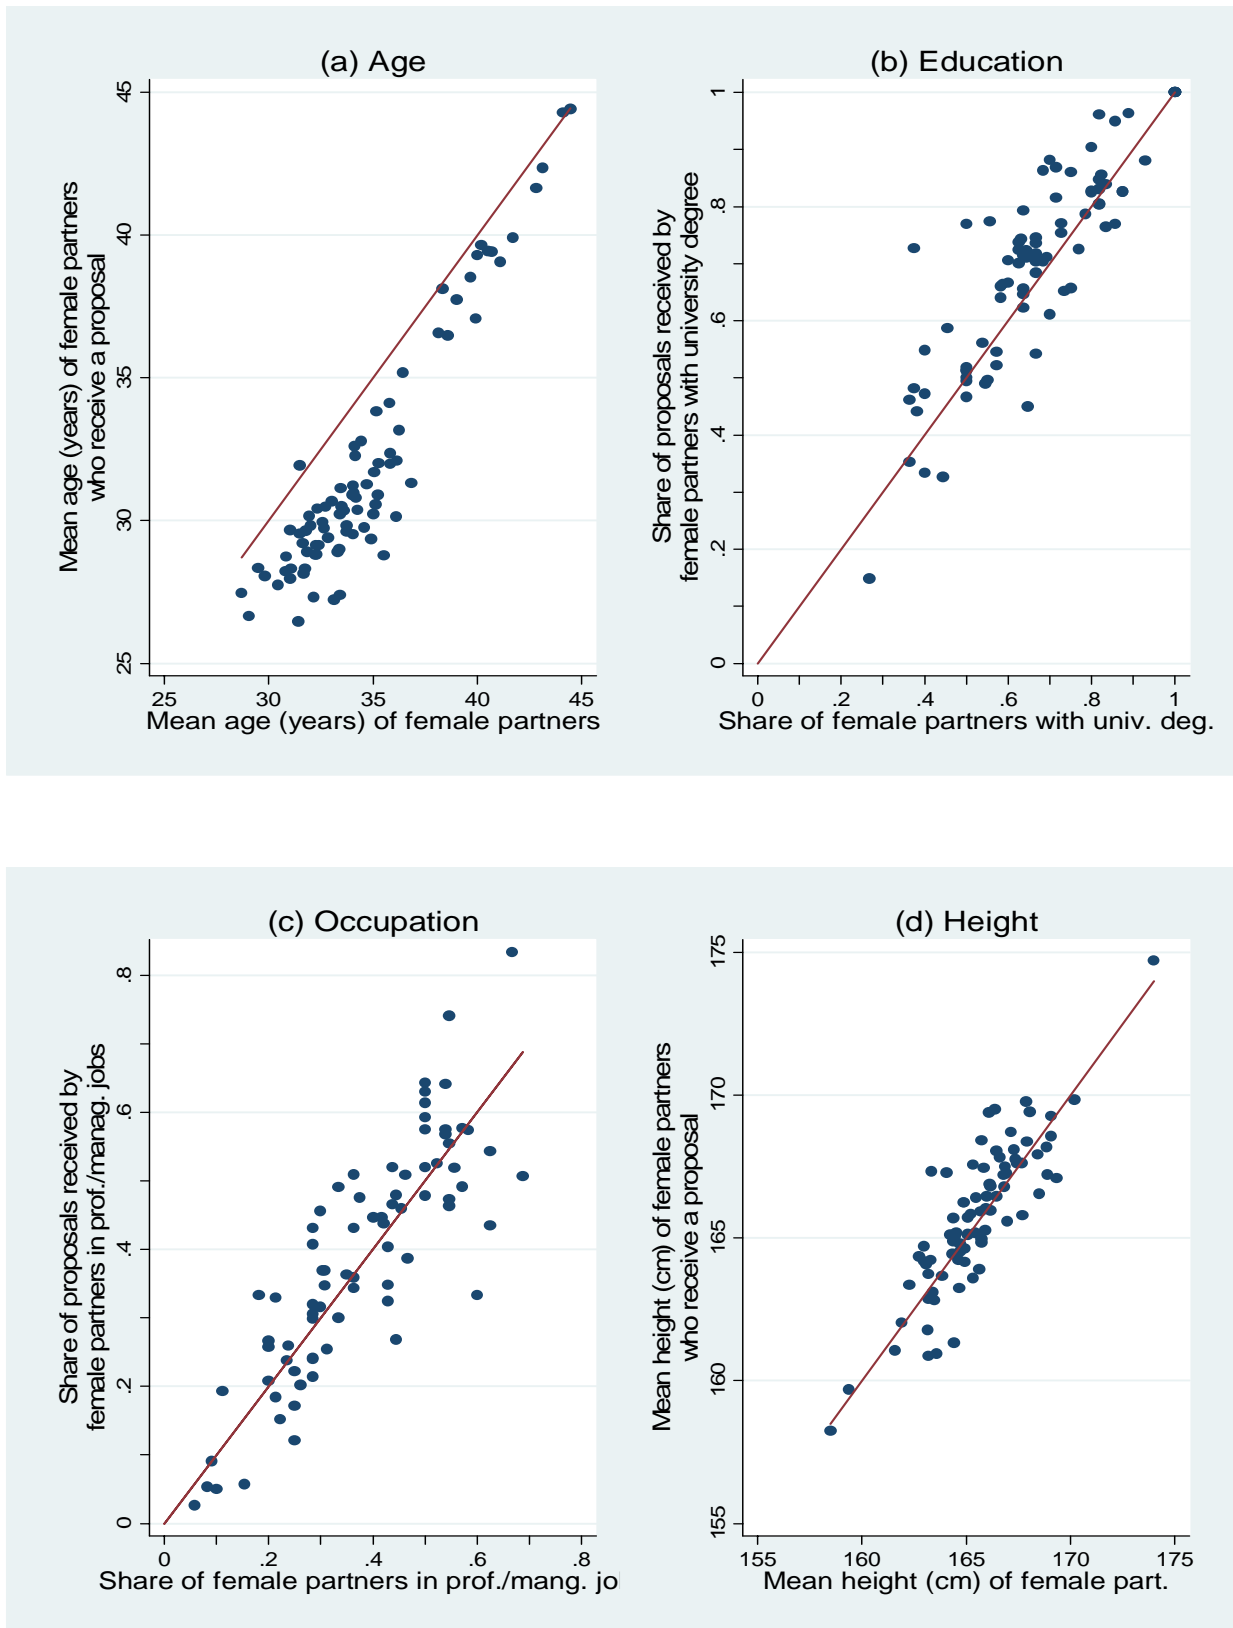 (a) Age
Mean age (years) of female partners
who receive a proposal
45
40
35
30
25
25 30 35 40 45
Mean age (years) of female partners
(b) Education
Share of proposals received by
female partners with university degree
1
.8
.6
.4
.2
0
0 .2 .4 .6 .8 1
Share of female partners with univ. deg.
(c) Occupation
Share of proposals received by
female partners in prof./manag. jobs
.8
.6
.4
.2
0
0 .2 .4 .6 .8
Share of female partners in prof./mang. jo
(d) Height
Mean height (cm) of female partners
who receive a proposal
175
170
165
160
155
155 160 165 170 175
Mean height (cm) of female part.